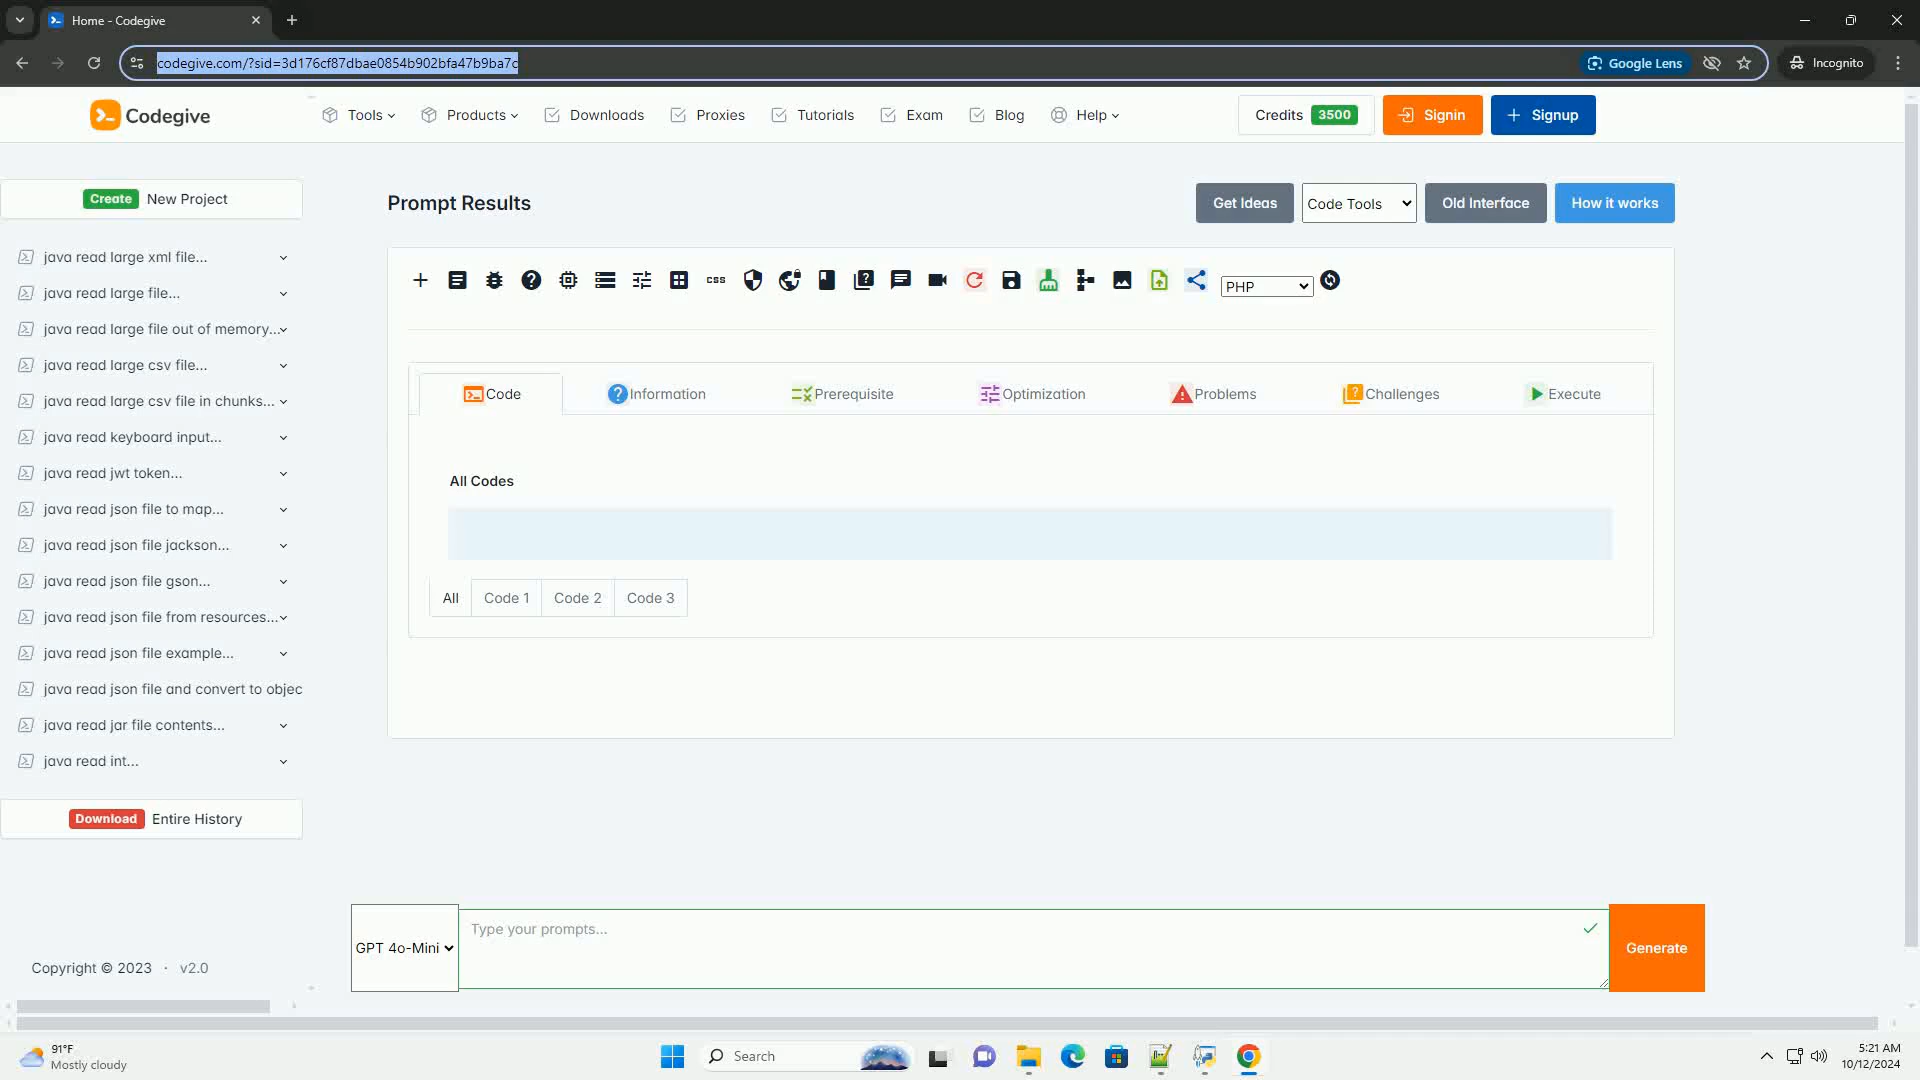 Home - Codegive
codegive.com/?sid=3d176cf87dbae0854b902bfa47b9ba7c
Google Lens
Incognito
Codegive
Tools
Products
Downloads
Proxies
Tutorials
Exam
Blog
Help
Credits 3500
Signin
Signup
Create New Project
Prompt Results
Get Ideas
Code Tools
Old Interface
How it works
java read large xml file...
java read large file...
java read large file out of memory...
java read large csv file...
java read large csv file in chunks...
java read keyboard input...
java read jwt token...
java read json file to map...
java read json file jackson...
java read json file gson...
java read json file from resources...
java read json file example...
java read json file and convert to objec
java read jar file contents...
java read int...
Download Entire History
css
PHP
Code
Information
Prerequisite
Optimization
Problems
Challenges
Execute
All Codes
All
Code 1
Code 2
Code 3
GPT 4o-Mini
Type your prompts...
Generate
Copyright © 2023 · v2.0
91°F
Mostly cloudy
Search
5:21 AM
10/12/2024